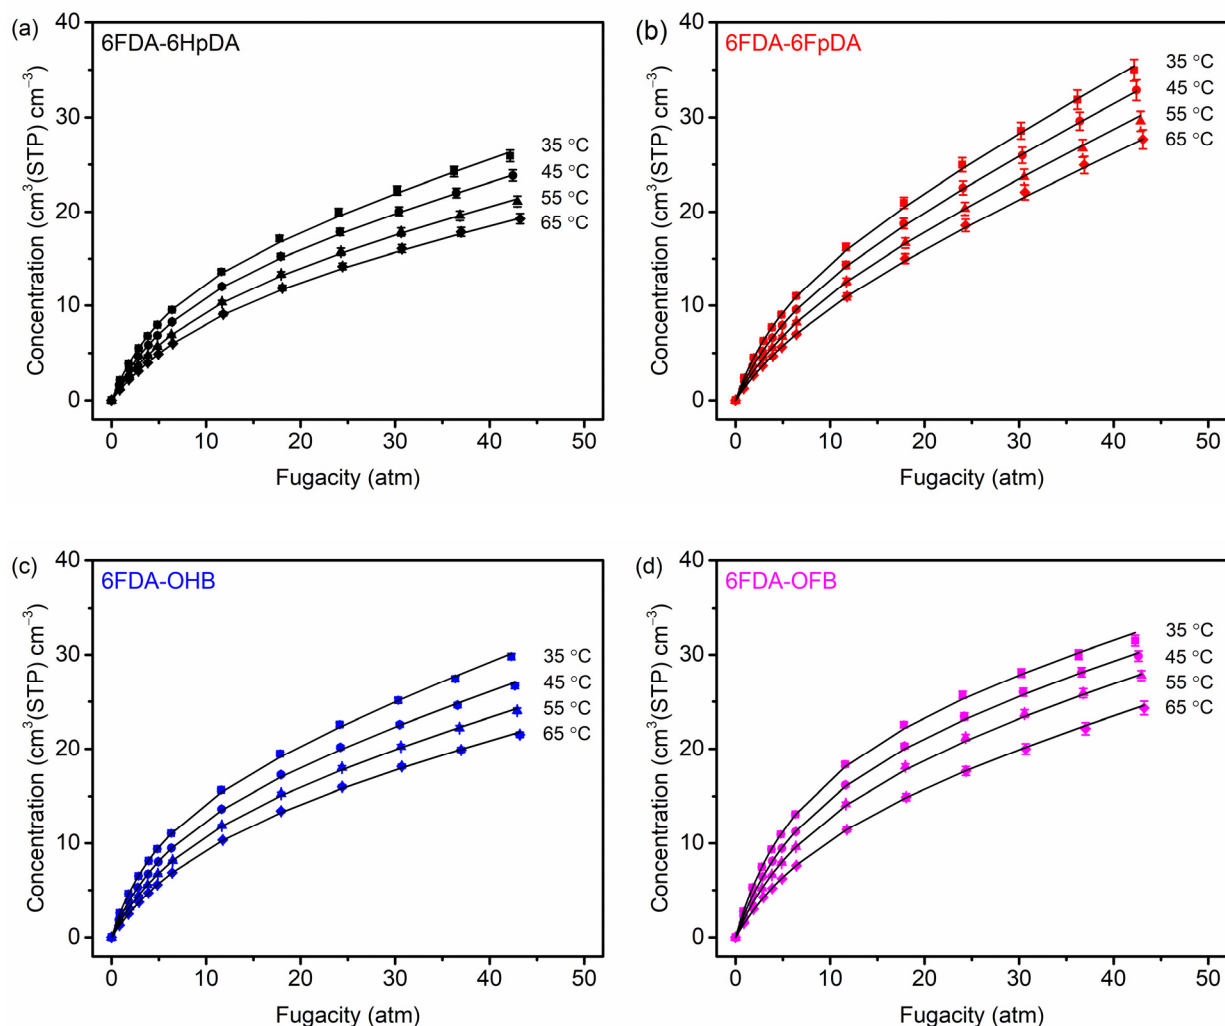 (a)
6FDA-6HpDA
40
30
20
10
0
Concentration (cm³(STP) cm⁻³)
35 °C
45 °C
55 °C
65 °C
0 10 20 30 40 50
Fugacity (atm)
(b)
6FDA-6FpDA
40
30
20
10
0
Concentration (cm³(STP) cm⁻³)
35 °C
45 °C
55 °C
65 °C
0 10 20 30 40 50
Fugacity (atm)
(c)
6FDA-OHB
40
30
20
10
0
Concentration (cm³(STP) cm⁻³)
35 °C
45 °C
55 °C
65 °C
0 10 20 30 40 50
Fugacity (atm)
(d)
6FDA-OFB
40
30
20
10
0
Concentration (cm³(STP) cm⁻³)
35 °C
45 °C
55 °C
65 °C
0 10 20 30 40 50
Fugacity (atm)